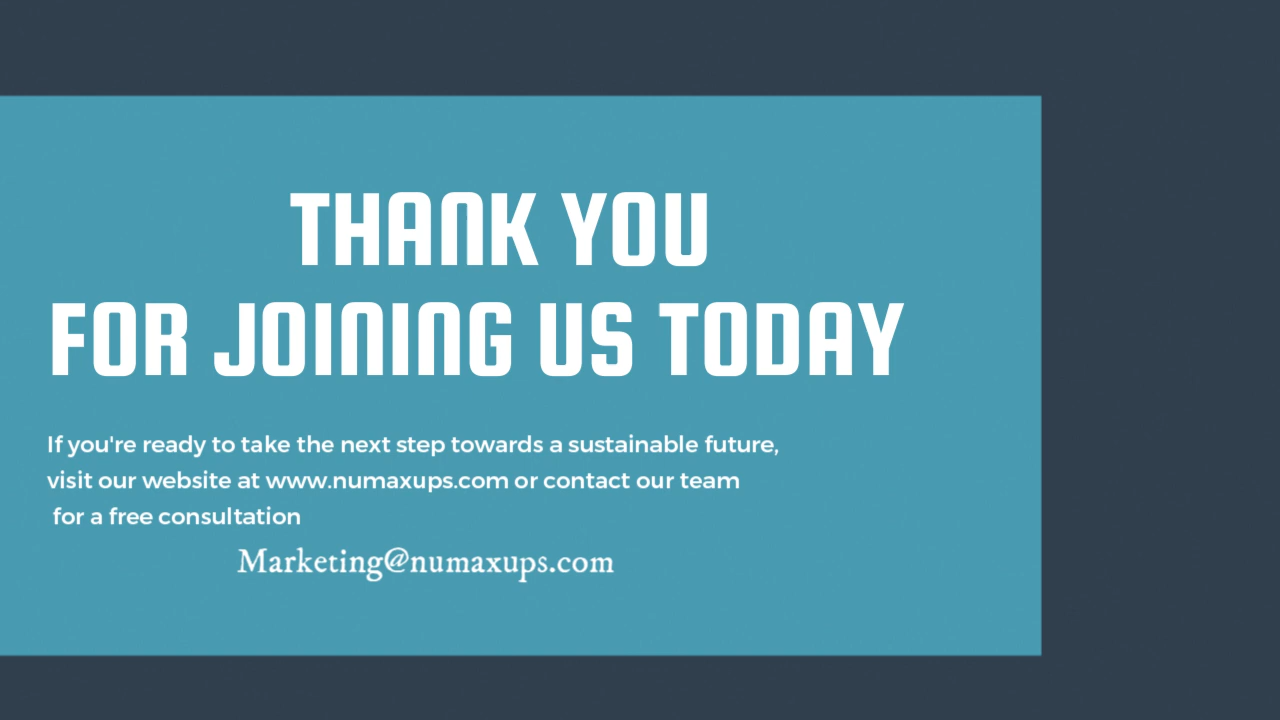 THANK YOU
FOR JOINING US TODAY
If you're ready to take the next step towards a sustainable future,
visit our website at www.numaxups.com or contact our team
for a free consultation
Marketing@numaxups.com